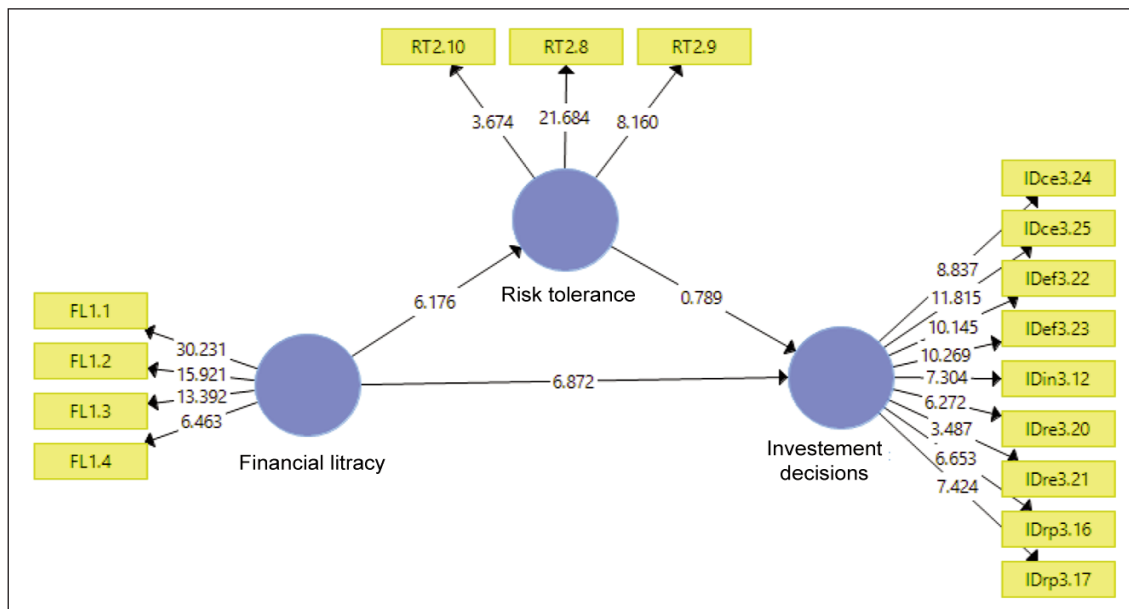 RT2.10 RT2.8 RT2.9
3.674 21.684 8.160
Risk tolerance
6.176 0.789
FL1.1
FL1.2
FL1.3
FL1.4
30.231
15.921
13.392
6.463
Financial litracy
6.872
Investement
decisions
8.837
11.815
10.145
10.269
7.304
6.272
3.487
6.653
7.424
IDce3.24
IDce3.25
IDef3.22
IDef3.23
IDin3.12
IDre3.20
IDre3.21
IDrp3.16
IDrp3.17